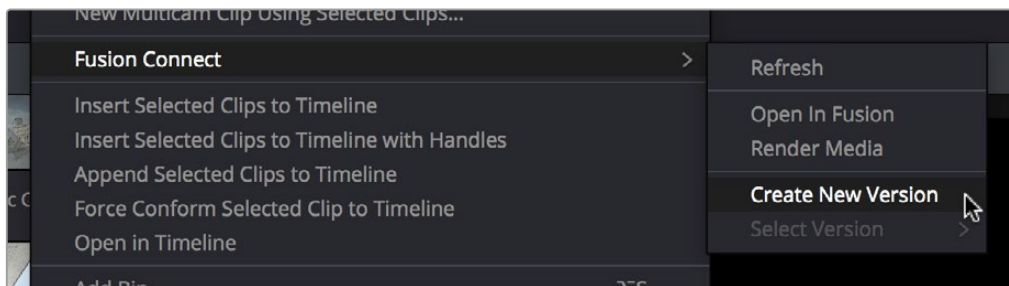 New Multicam Clip Using Selected Clips...
Fusion Connect >
Insert Selected Clips to Timeline
Insert Selected Clips to Timeline with Handles
Append Selected Clips to Timeline
Force Conform Selected Clip to Timeline
Open in Timeline
Add Bin
Refresh
Open In Fusion
Render Media
Create New Version
Select Version >